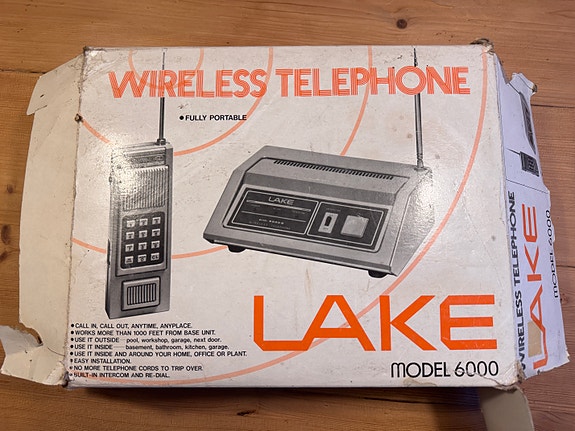 WIRELESS TELEPHONE
● FULLY PORTABLE
LAKE
LAKE
MODEL 6000
● CALL IN, CALL OUT, ANYTIME, ANYPLACE.
● WORKS MORE THAN 1000 FEET FROM BASE UNIT.
● USE IT OUTSIDE — pool, workshop, garage, next door.
● USE IT INSIDE — basement, bathroom, kitchen, garage.
● USE IT INSIDE AND AROUND YOUR HOME, OFFICE OR PLANT.
● EASY INSTALLATION.
● NO MORE TELEPHONE CORDS TO TRIP OVER.
● BUILT-IN INTERCOM AND RE-DIAL.
WIRELESS TELEPHONE
LAKE
MODEL 6000